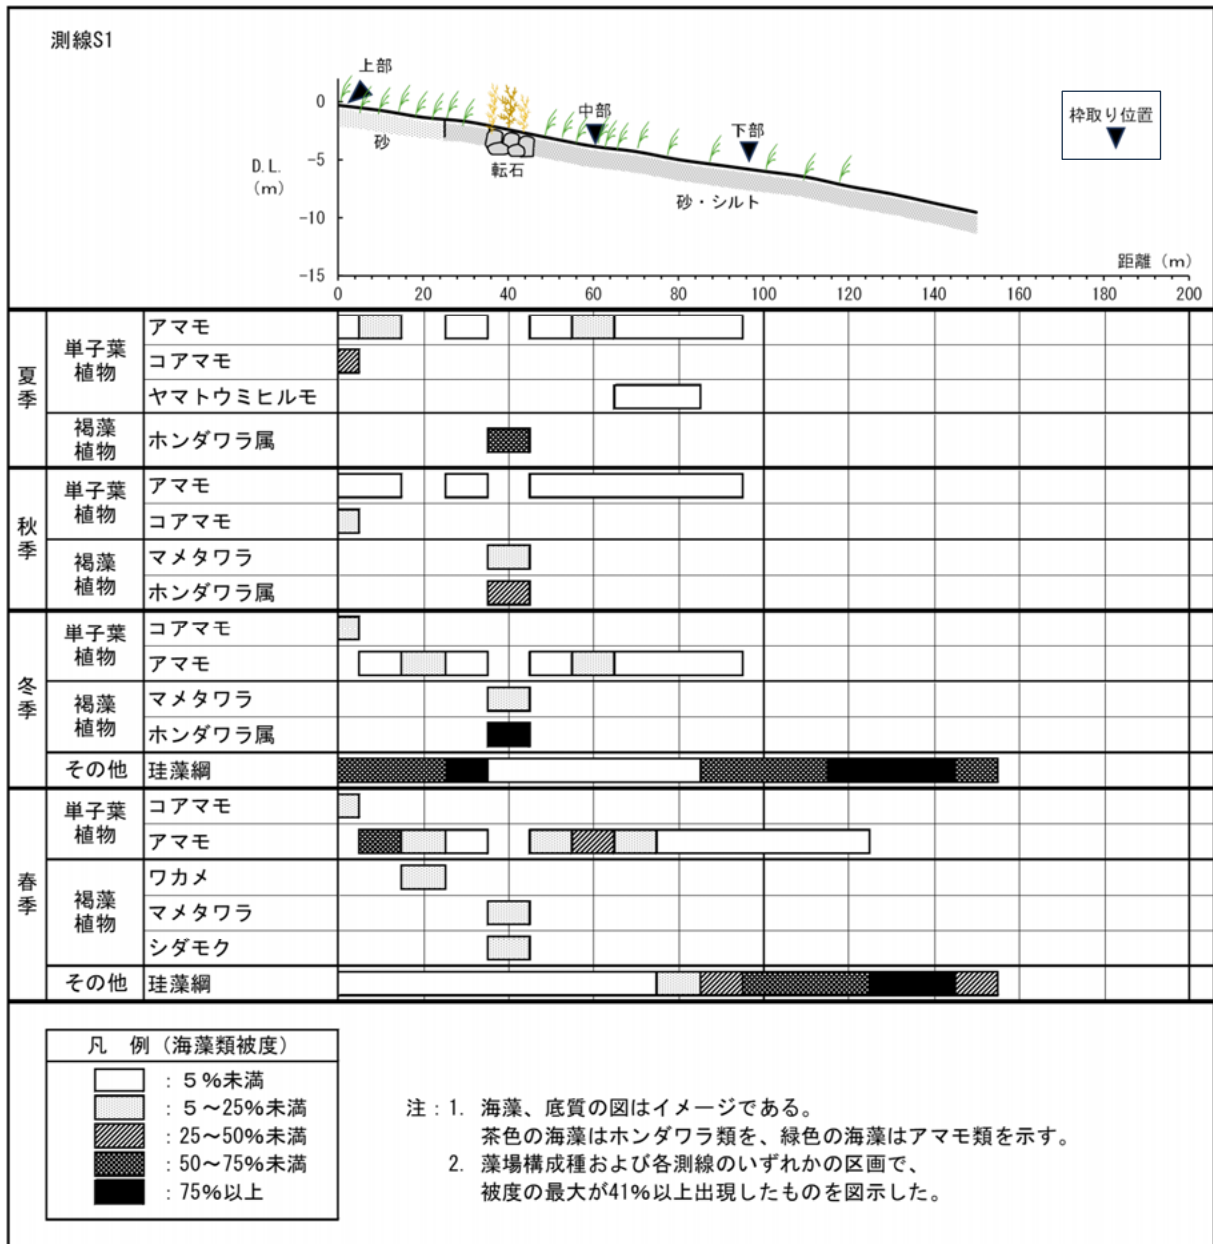 測線S1
上部
中部
下部
枠取り位置
砂
転石
砂・シルト
D.L.
(m)
0
-5
-10
-15
距離 (m)
0 20 40 60 80 100 120 140 160 180 200
夏季
単子葉植物
アマモ
コアマモ
ヤマトウミヒルモ
褐藻植物
ホンダワラ属
秋季
単子葉植物
アマモ
コアマモ
褐藻植物
マメタワラ
ホンダワラ属
冬季
単子葉植物
コアマモ
アマモ
褐藻植物
マメタワラ
ホンダワラ属
その他
珪藻綱
春季
単子葉植物
コアマモ
アマモ
褐藻植物
ワカメ
マメタワラ
シダモク
その他
珪藻綱
凡 例(海藻類被度)
:5%未満
:5~25%未満
:25~50%未満
:50~75%未満
:75%以上
注:1. 海藻、底質の図はイメージである。
茶色の海藻はホンダワラ類を、緑色の海藻はアマモ類を示す。
2. 藻場構成種および各測線のいずれかの区画で、
被度の最大が41%以上出現したものを図示した。